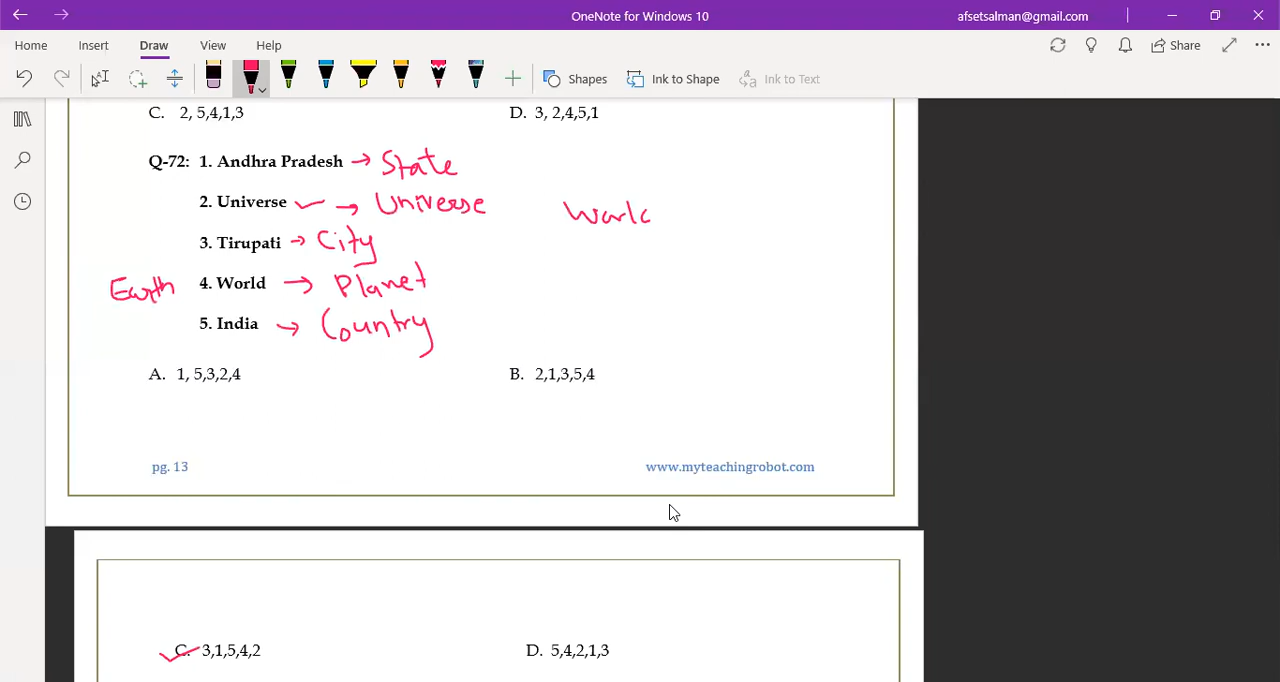 OneNote for Windows 10 afsetsalman@gmail.com
Home Insert Draw View Help Share
Shapes Ink to Shape Ink to Text
C. 2, 5,4,1,3 D. 3, 2,4,5,1
Q-72: 1. Andhra Pradesh → State
2. Universe → Universe
3. Tirupati → City
Earth 4. World → Planet
5. India → Country
A. 1, 5,3,2,4 B. 2,1,3,5,4
pg. 13 www.myteachingrobot.com
C. 3,1,5,4,2 D. 5,4,2,1,3